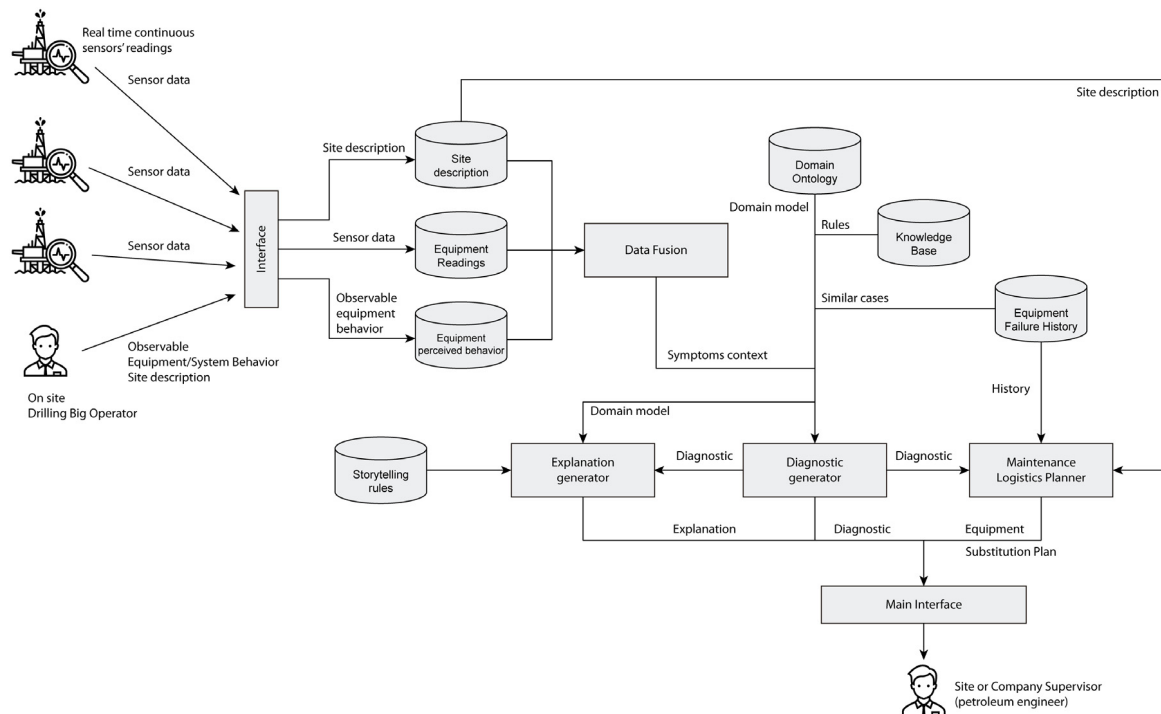 Real time continuous
sensors' readings
Sensor data
Site description
Site description
Site
description
Domain
Ontology
Sensor data
Domain model
Rules
Knowledge
Base
Interface
Sensor data
Equipment
Readings
Data Fusion
Sensor data
Observable
equipment
behavior
Similar cases
Equipment
Failure History
Equipment
perceived behavior
Observable
Equipment/System Behavior
Site description
Symptoms context
On site
Drilling Big Operator
History
Domain model
Storytelling
rules
Explanation
generator
Diagnostic
Diagnostic
generator
Diagnostic
Maintenance
Logistics Planner
Explanation
Diagnostic
Equipment
Substitution Plan
Main Interface
Site or Company Supervisor
(petroleum engineer)